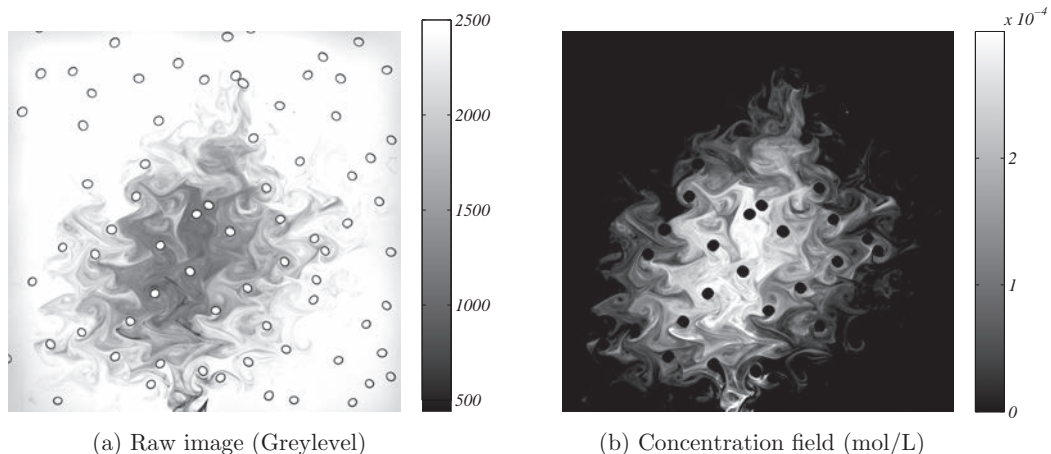 2500
2000
1500
1000
500
x 10⁻⁴
2
1
0
(a) Raw image (Greylevel)
(b) Concentration field (mol/L)